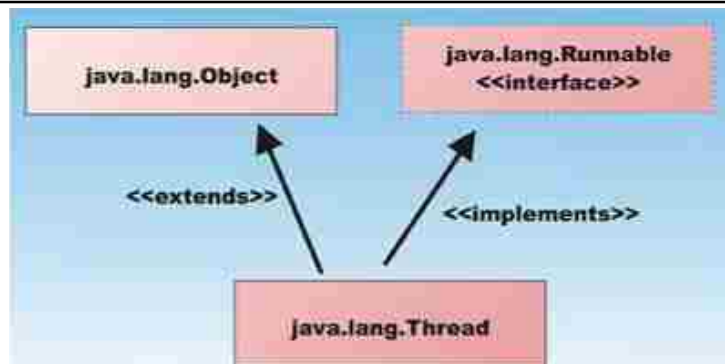 java.lang.Object
java.lang.Runnable
<<interface>>
<<extends>>
<<implements>>
java.lang.Thread